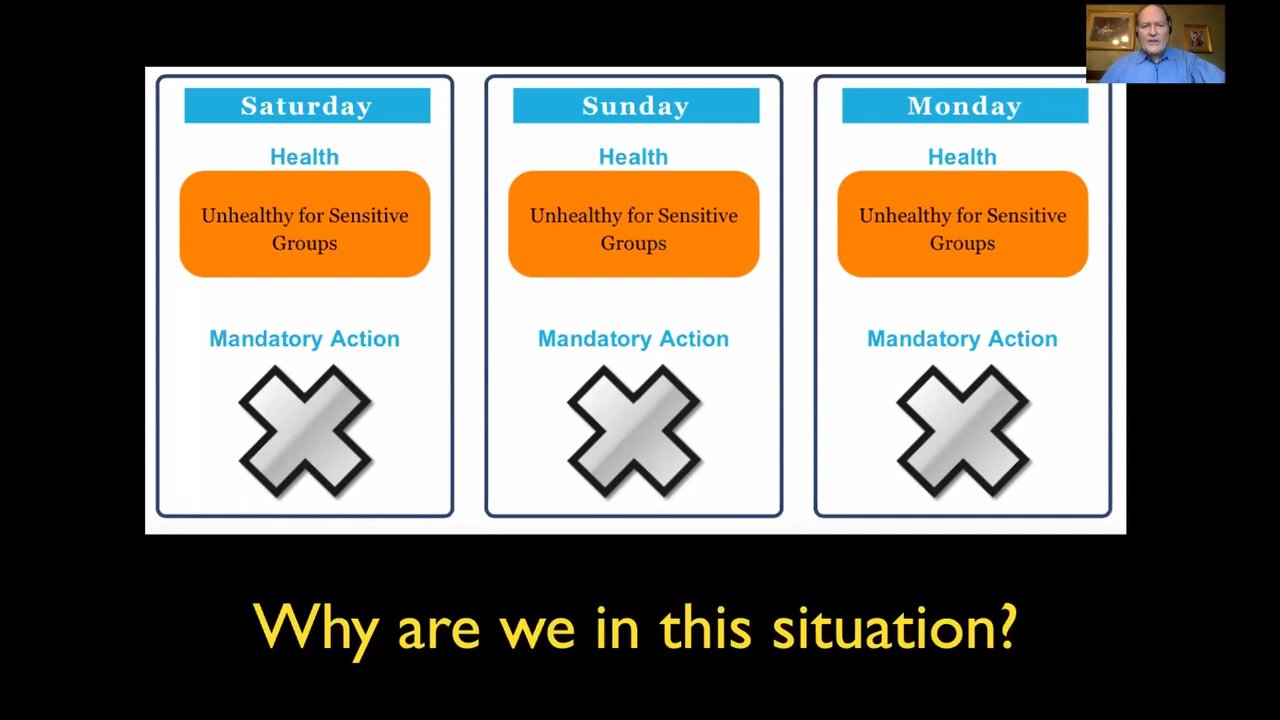 Saturday
Health
Unhealthy for Sensitive
Groups
Mandatory Action
Sunday
Health
Unhealthy for Sensitive
Groups
Mandatory Action
Monday
Health
Unhealthy for Sensitive
Groups
Mandatory Action
Why are we in this situation?